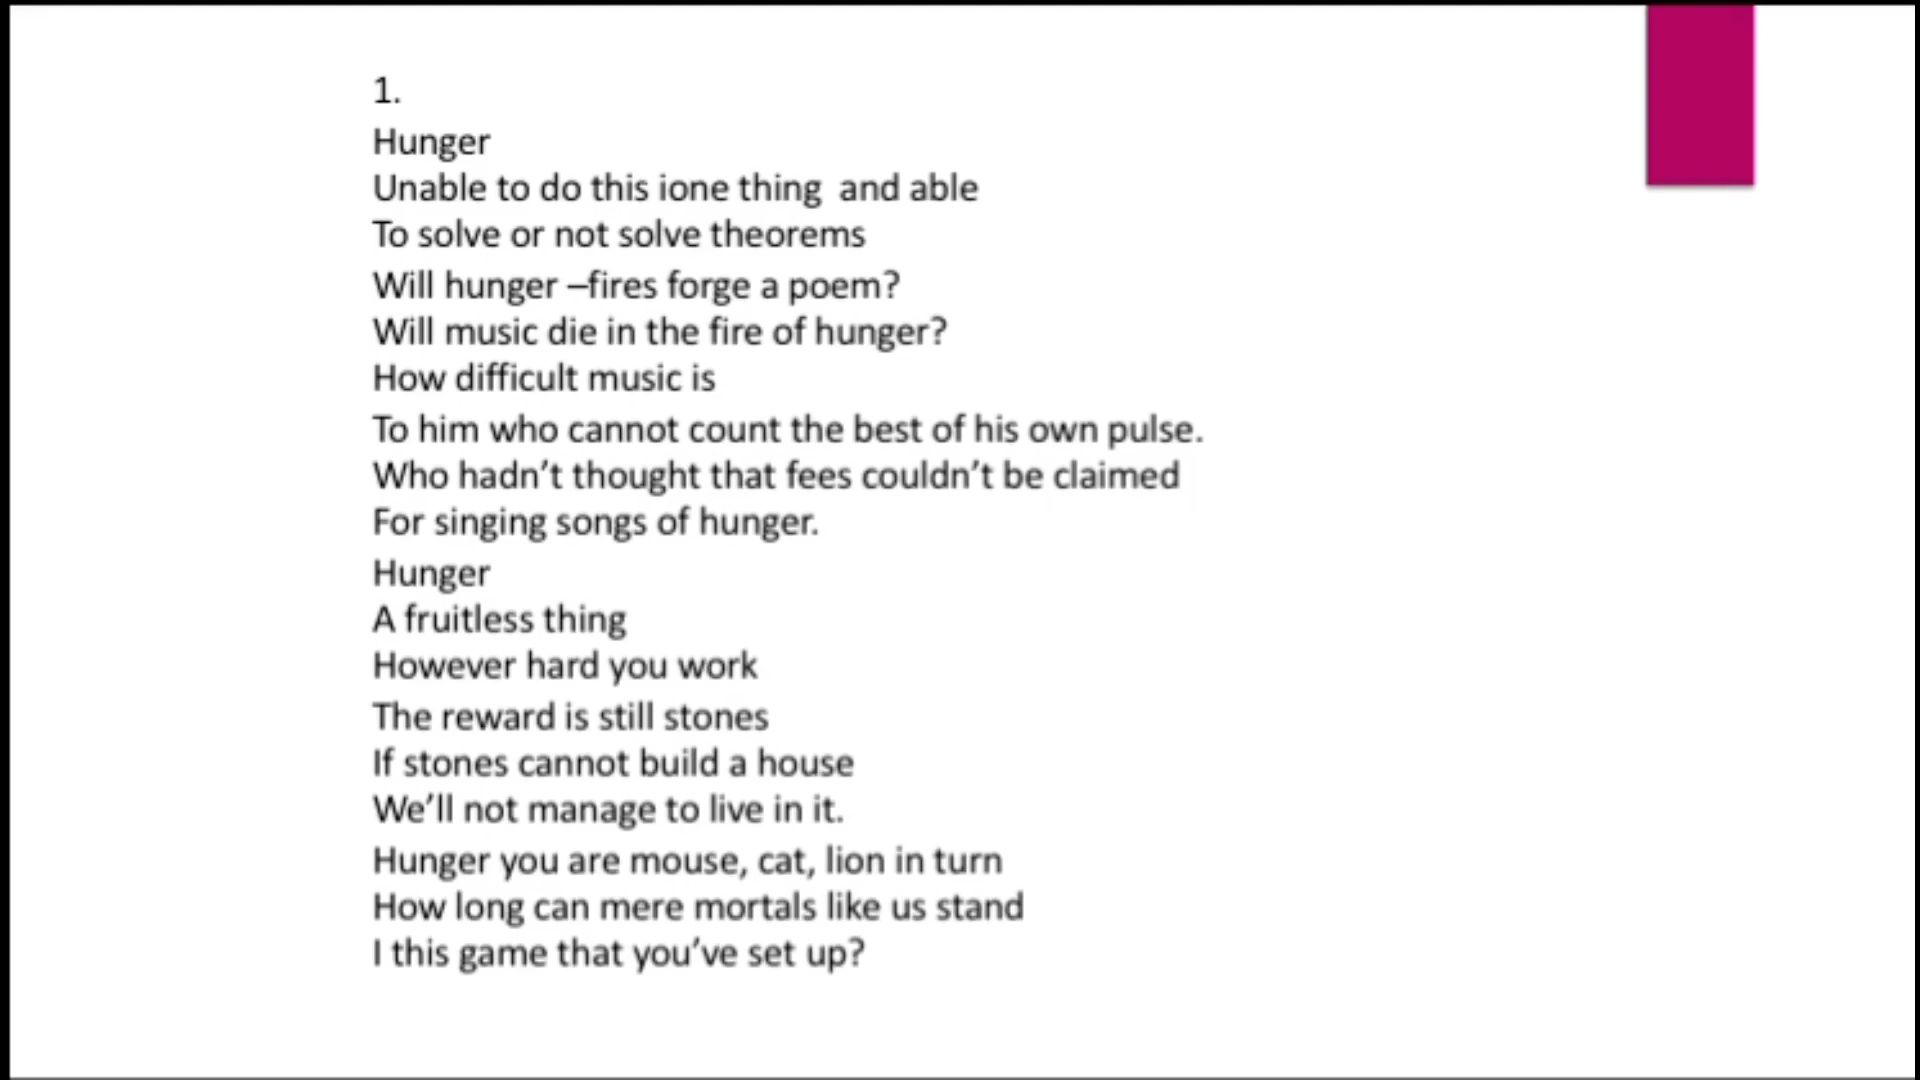 1.
Hunger
Unable to do this ione thing  and able
To solve or not solve theorems
Will hunger –fires forge a poem?
Will music die in the fire of hunger?
How difficult music is
To him who cannot count the best of his own pulse.
Who hadn’t thought that fees couldn’t be claimed
For singing songs of hunger.
Hunger
A fruitless thing
However hard you work
The reward is still stones
If stones cannot build a house
We’ll not manage to live in it.
Hunger you are mouse, cat, lion in turn
How long can mere mortals like us stand
I this game that you’ve set up?